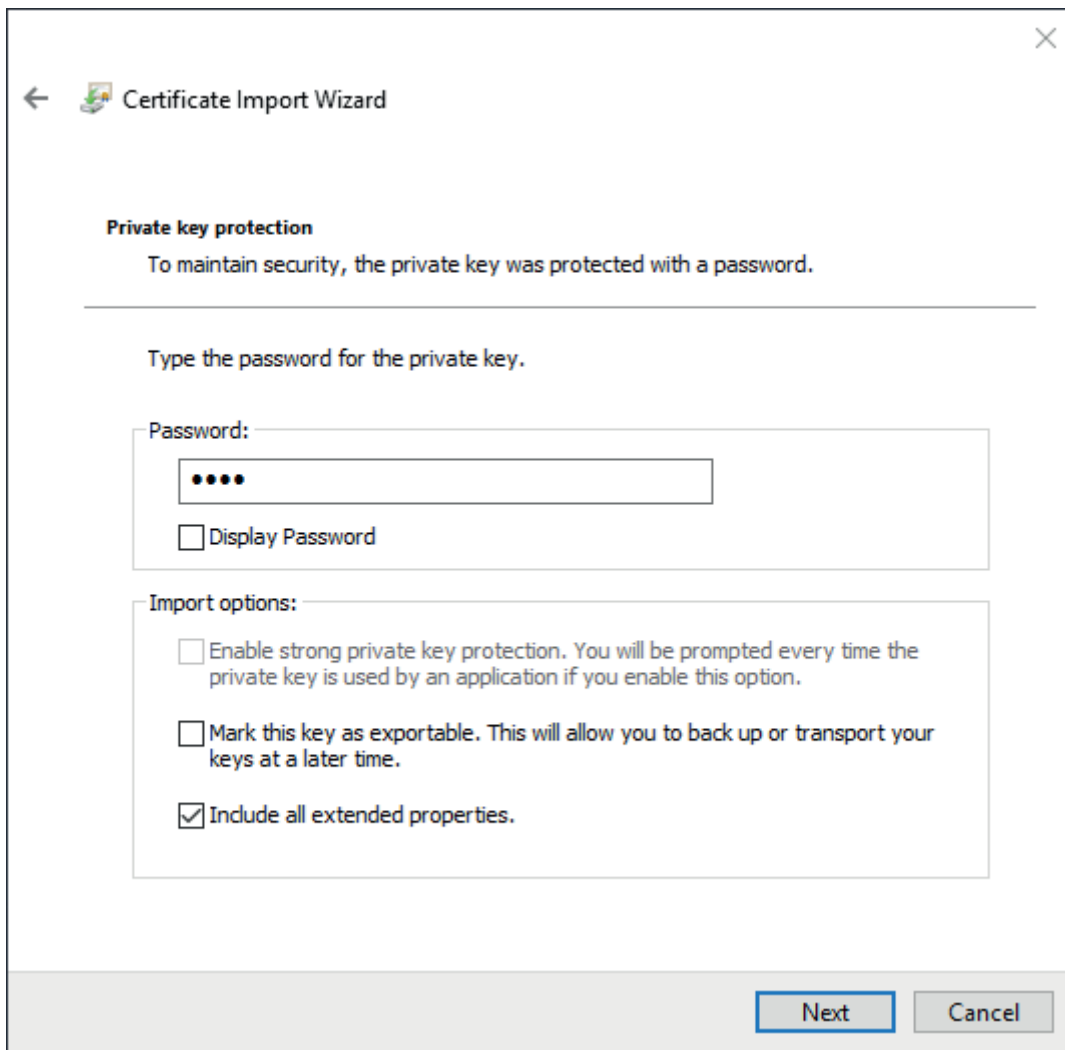 Certificate Import Wizard
Private key protection
To maintain security, the private key was protected with a password.
Type the password for the private key.
Password:
••••
Display Password
Import options:
Enable strong private key protection. You will be prompted every time the
private key is used by an application if you enable this option.
Mark this key as exportable. This will allow you to back up or transport your
keys at a later time.
Include all extended properties.
Next
Cancel